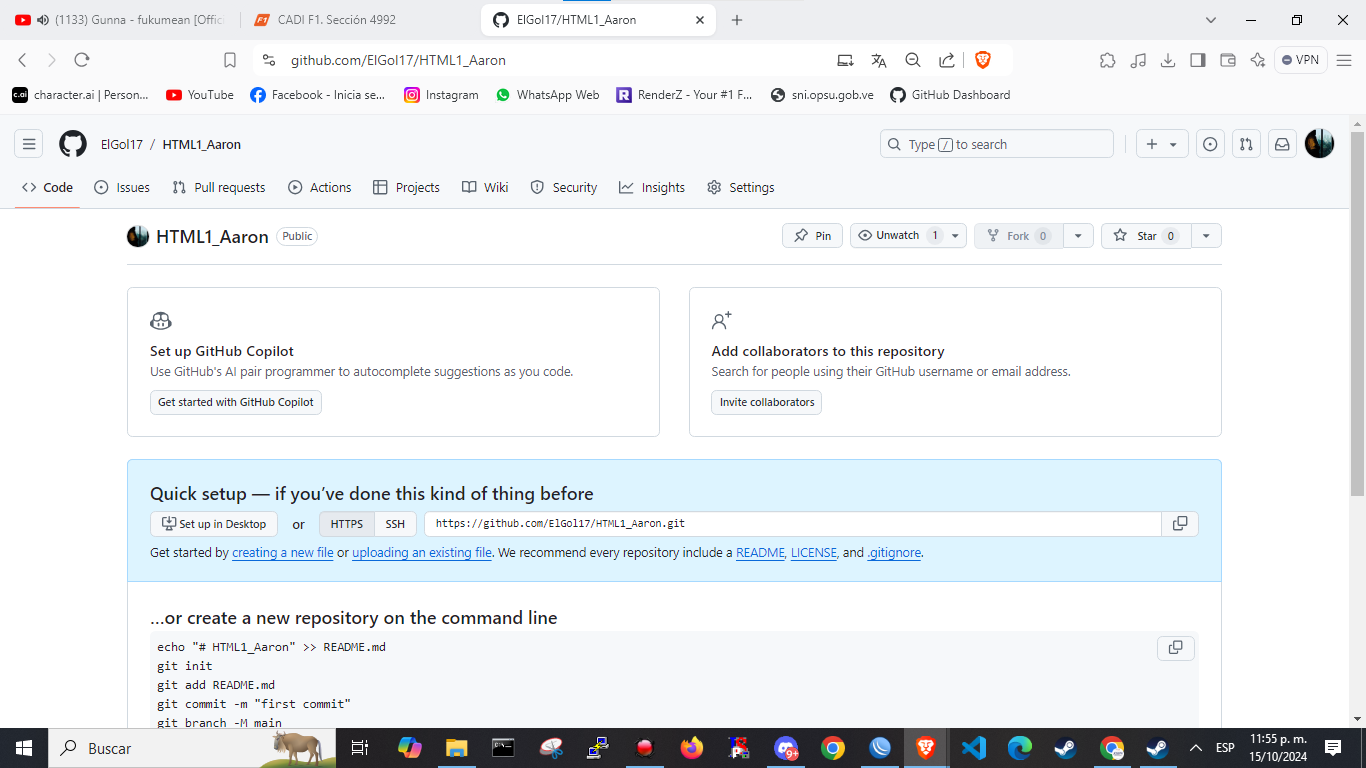 (1133) Gunna - fukumean [Offic
CADI F1. Sección 4992
ElGol17/HTML1_Aaron
github.com/ElGol17/HTML1_Aaron
VPN
c.ai
character.ai | Person...
YouTube
Facebook - Inicia se...
Instagram
WhatsApp Web
RenderZ - Your #1 F...
sni.opsu.gob.ve
GitHub Dashboard
ElGol17 / HTML1_Aaron
Type / to search
Code
Issues
Pull requests
Actions
Projects
Wiki
Security
Insights
Settings
HTML1_Aaron Public
Pin
Unwatch 1
Fork 0
Star 0
Set up GitHub Copilot
Use GitHub's AI pair programmer to autocomplete suggestions as you code.
Get started with GitHub Copilot
Add collaborators to this repository
Search for people using their GitHub username or email address.
Invite collaborators
Quick setup — if you’ve done this kind of thing before
Set up in Desktop or HTTPS SSH https://github.com/ElGol17/HTML1_Aaron.git
Get started by creating a new file or uploading an existing file. We recommend every repository include a README, LICENSE, and .gitignore.
...or create a new repository on the command line
echo "# HTML1_Aaron" >> README.md
git init
git add README.md
git commit -m "first commit"
git branch -M main
Buscar
9+
ESP
11:55 p. m.
15/10/2024